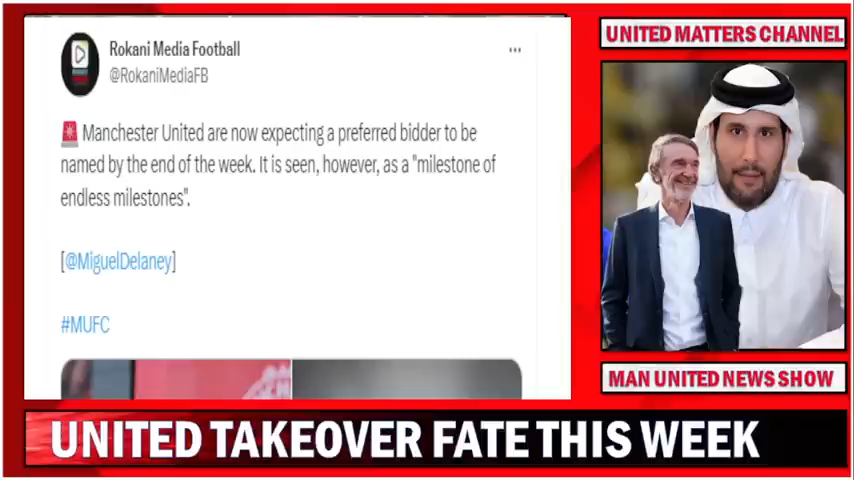 Rokani Media Football
@RokaniMediaFB
Manchester United are now expecting a preferred bidder to be
named by the end of the week. It is seen, however, as a "milestone of
endless milestones".
[@MiguelDelaney]
#MUFC
UNITED MATTERS CHANNEL
MAN UNITED NEWS SHOW
UNITED TAKEOVER FATE THIS WEEK